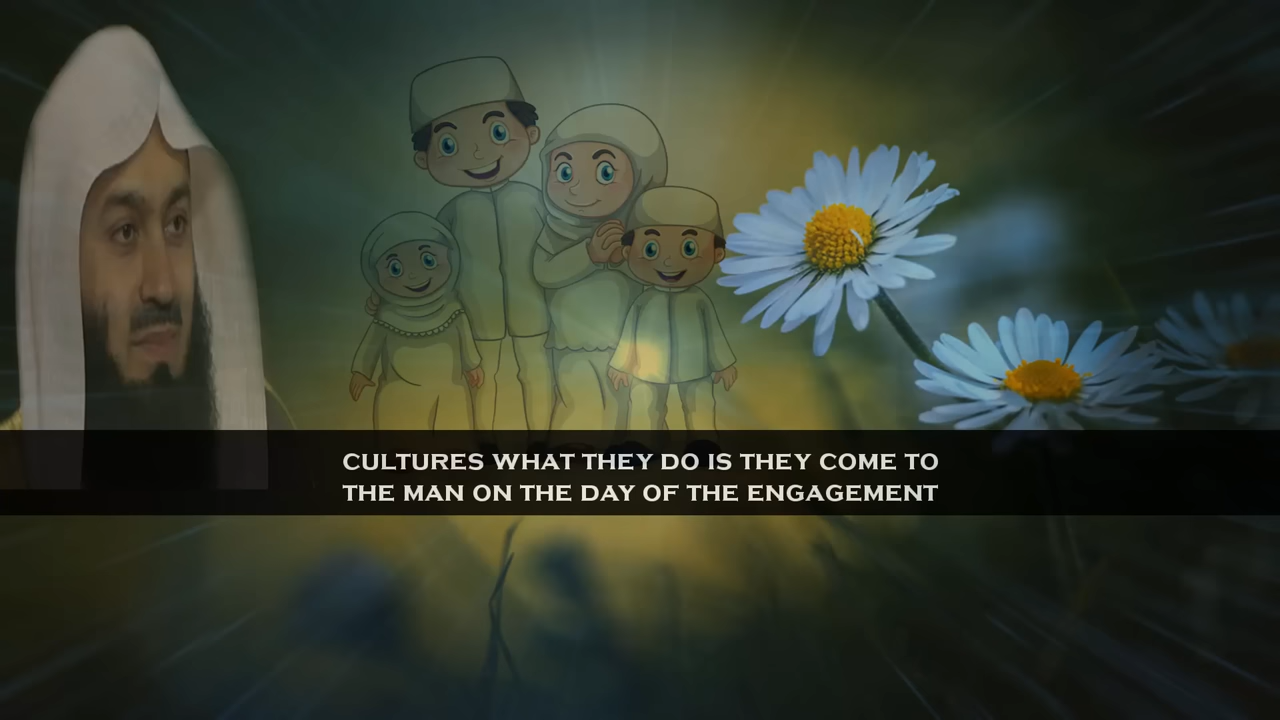 CULTURES WHAT THEY DO IS THEY COME TO
THE MAN ON THE DAY OF THE ENGAGEMENT